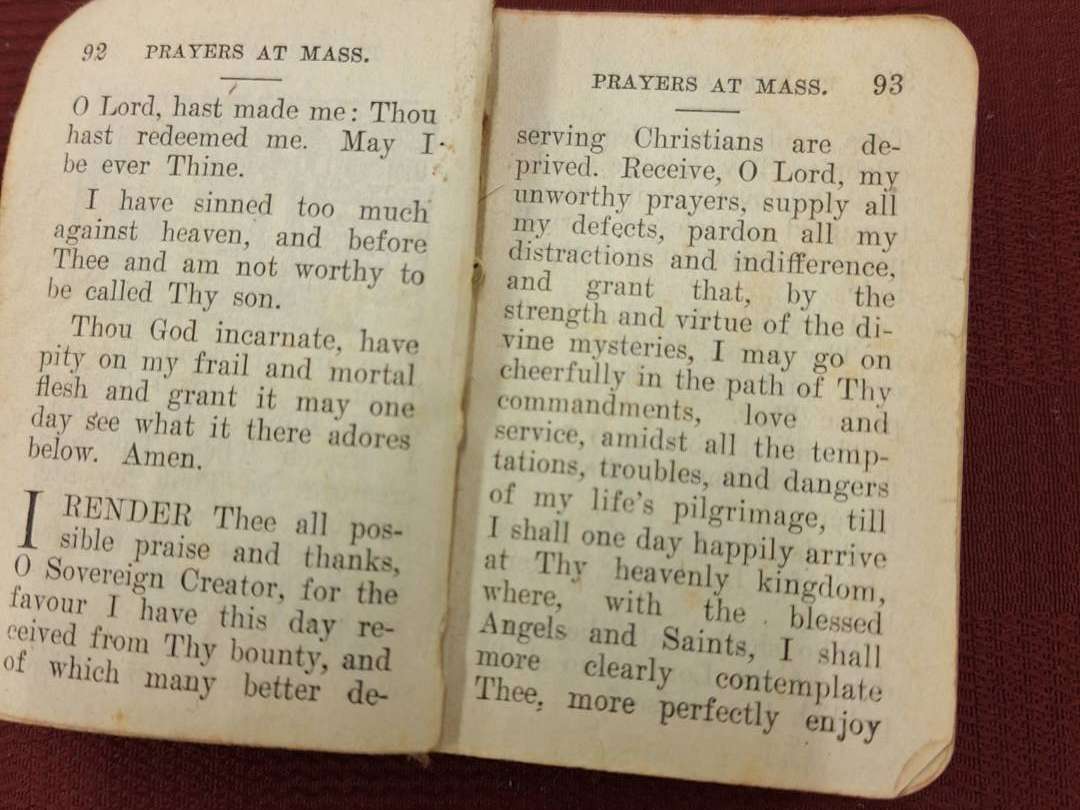 92 PRAYERS AT MASS.
O Lord, hast made me: Thou
hast redeemed me. May I
be ever Thine.
I have sinned too much
against heaven, and before
Thee and am not worthy to
be called Thy son.
Thou God incarnate, have
pity on my frail and mortal
flesh and grant it may one
day see what it there adores
below. Amen.
I RENDER Thee all pos-
sible praise and thanks,
O Sovereign Creator, for the
favour I have this day re-
ceived from Thy bounty, and
of which many better de-
PRAYERS AT MASS. 93
serving Christians are de-
prived. Receive, O Lord, my
unworthy prayers, supply all
my defects, pardon all my
distractions and indifference,
and grant that, by the
strength and virtue of the di-
vine mysteries, I may go on
cheerfully in the path of Thy
commandments, love and
service, amidst all the temp-
tations, troubles, and dangers
of my life's pilgrimage, till
I shall one day happily arrive
at Thy heavenly kingdom,
where, with the blessed
Angels and Saints, I shall
more clearly contemplate
Thee, more perfectly enjoy